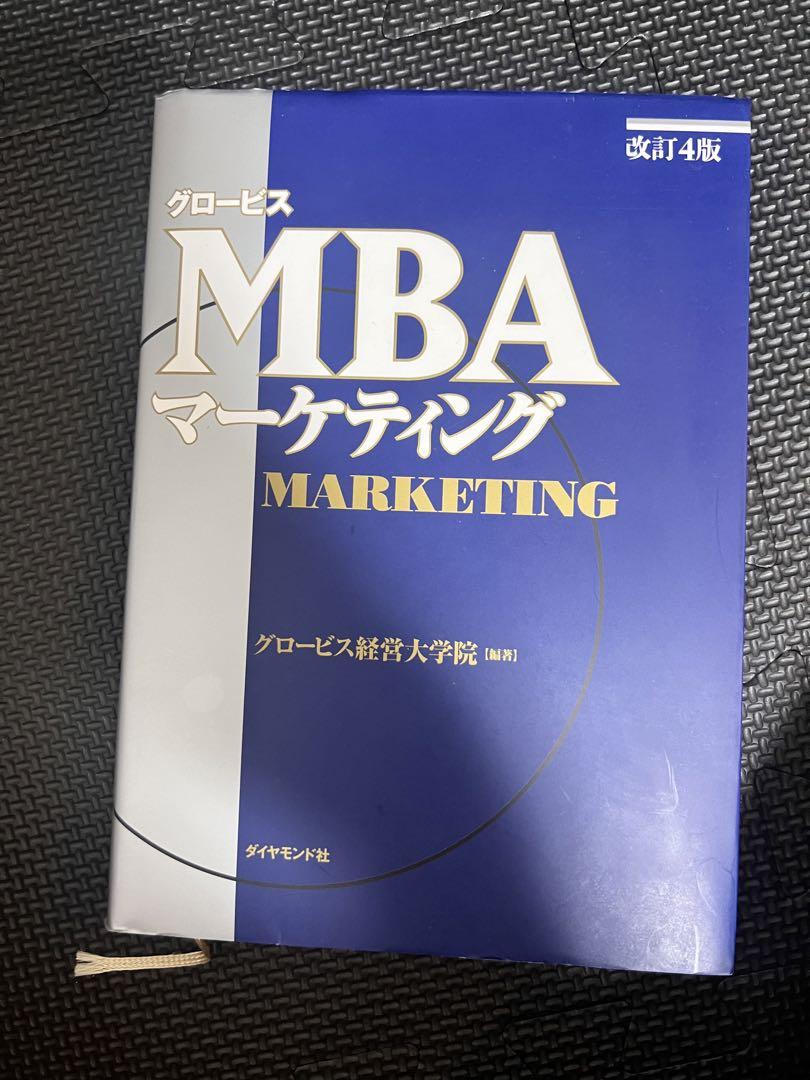 改訂4版
グロービス
MBA
マーケティング
MARKETING
グロービス経営大学院【編著】
ダイヤモンド社